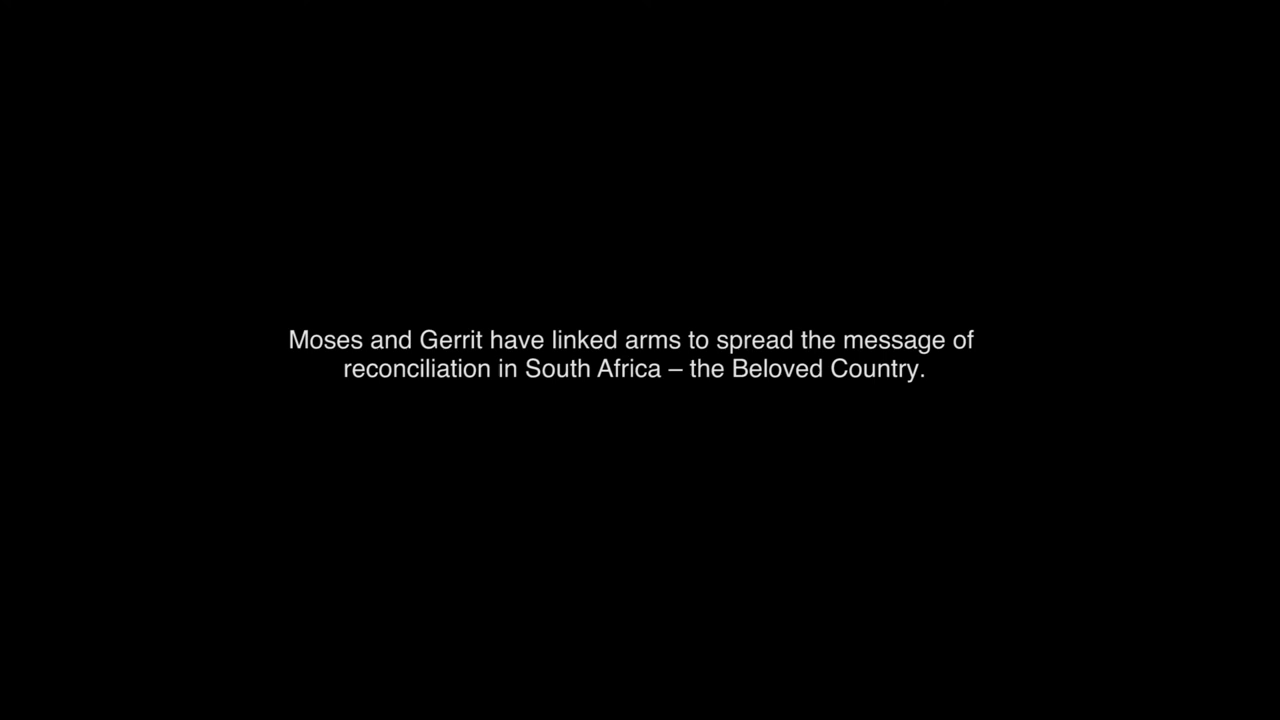 Moses and Gerrit have linked arms to spread the message of
reconciliation in South Africa – the Beloved Country.